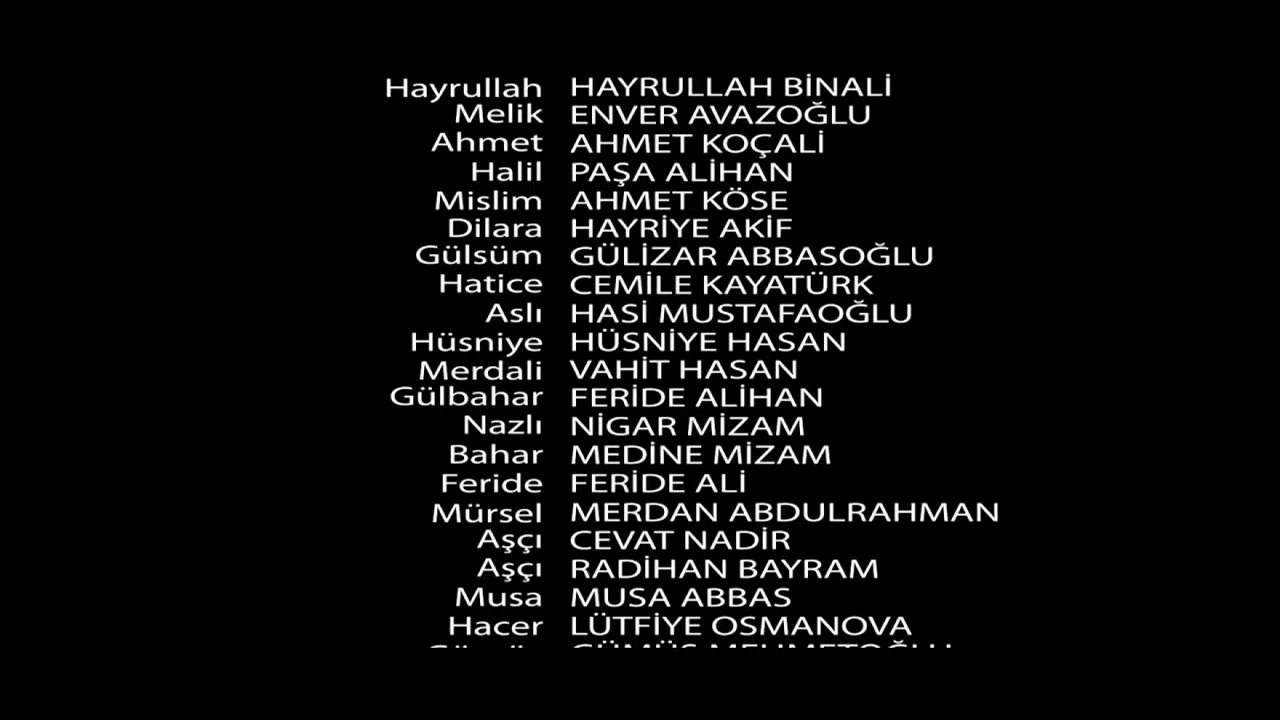 Hayrullah HAYRULLAH BİNALİ
Melik ENVER AVAZOĞLU
Ahmet AHMET KOÇALİ
Halil PAŞA ALİHAN
Mislim AHMET KÖSE
Dilara HAYRİYE AKİF
Gülsüm GÜLİZAR ABBASOĞLU
Hatice CEMİLE KAYATÜRK
Aslı HASİ MUSTAFAOĞLU
Hüsniye HÜSNİYE HASAN
Merdali VAHİT HASAN
Gülbahar FERİDE ALİHAN
Nazlı NİGAR MİZAM
Bahar MEDİNE MİZAM
Feride FERİDE ALİ
Mürsel MERDAN ABDULRAHMAN
Aşçı CEVAT NADİR
Aşçı RADİHAN BAYRAM
Musa MUSA ABBAS
Hacer LÜTFİYE OSMANOVA
GÜMÜŞ MEHMETOĞLU